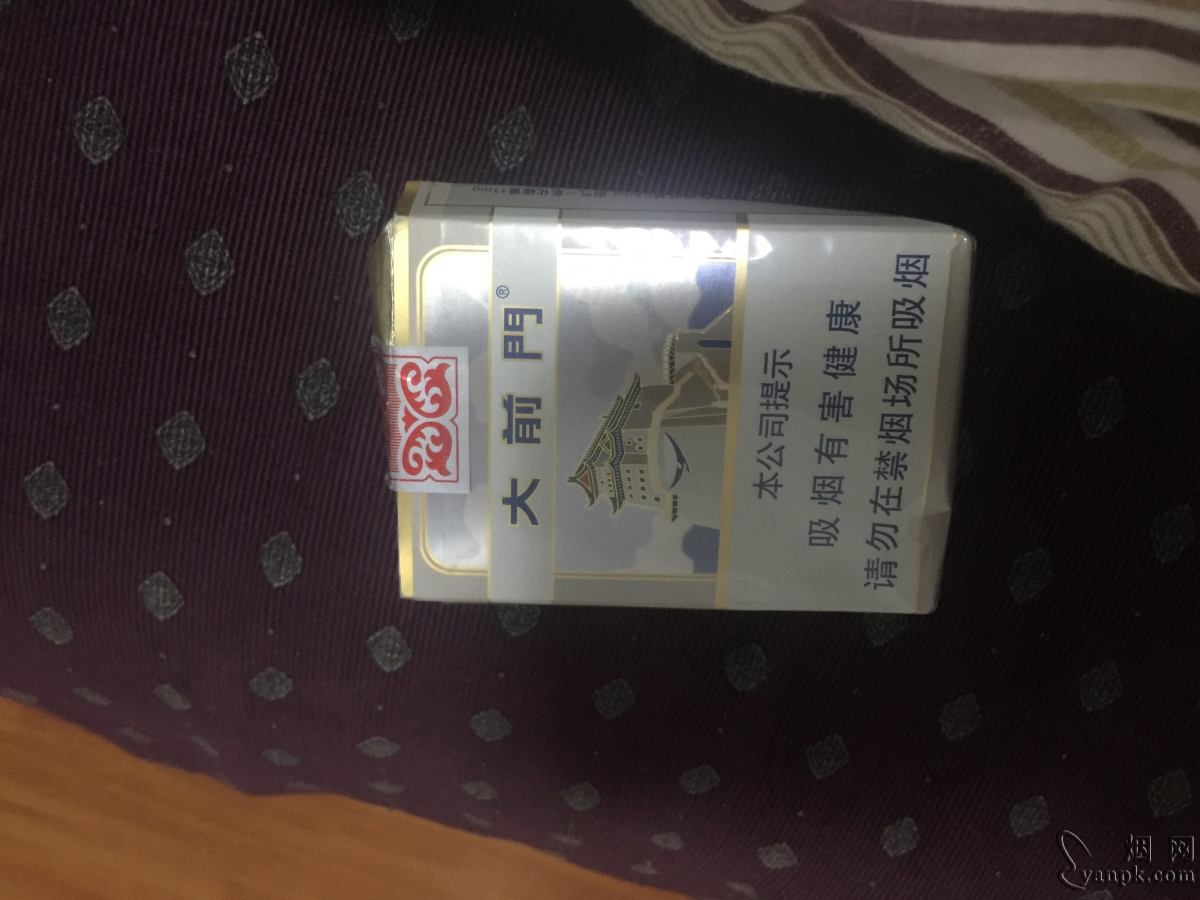 大前門®
本公司提示
吸烟有害健康
请勿在禁烟场所吸烟
烟网
yanpk.com